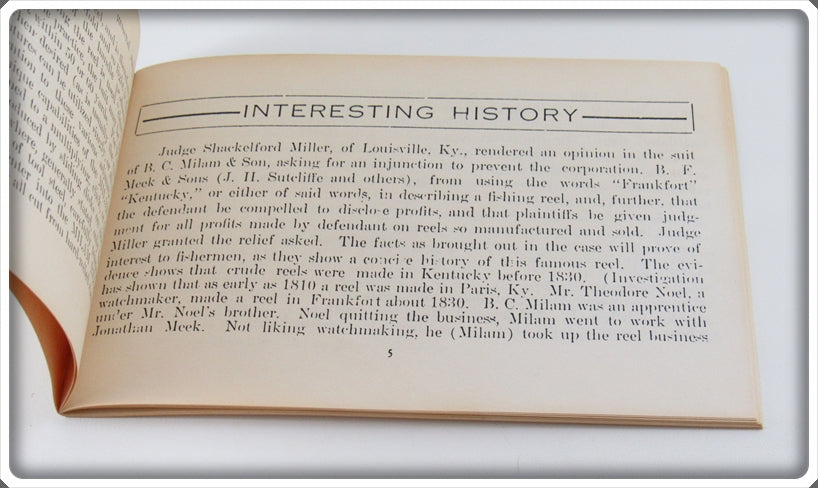 INTERESTING HISTORY
Judge Shackelford Miller, of Louisville, Ky., rendered an opinion in the suit
of B. C. Milam & Son, asking for an injunction to prevent the corporation, B. F.
Meek & Sons (J. H. Sutcliffe and others), from using the words "Frankfort"
"Kentucky," or either of said words, in describing a fishing reel, and, further, that
the defendant be compelled to disclose profits, and that plaintiffs be given judg-
ment for all profits made by defendant on reels so manufactured and sold. Judge
Miller granted the relief asked. The facts as brought out in the case will prove of
interest to fishermen, as they show a concise history of this famous reel. The evi-
dence shows that crude reels were made in Kentucky before 1830. (Investigation
has shown that as early as 1810 a reel was made in Paris, Ky. Mr. Theodore Noel, a
watchmaker, made a reel in Frankfort about 1830. B. C. Milam was an apprentice
under Mr. Noel's brother. Noel quitting the business, Milam went to work with
Jonathan Meek. Not liking watchmaking, he (Milam) took up the reel business
5